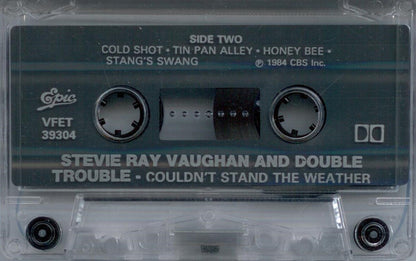 SIDE TWO
COLD SHOT • TIN PAN ALLEY • HONEY BEE •
STANG'S SWANG ℗ 1984 CBS Inc.
Epic
VFET
39304
STEVIE RAY VAUGHAN AND DOUBLE
TROUBLE • COULDN'T STAND THE WEATHER